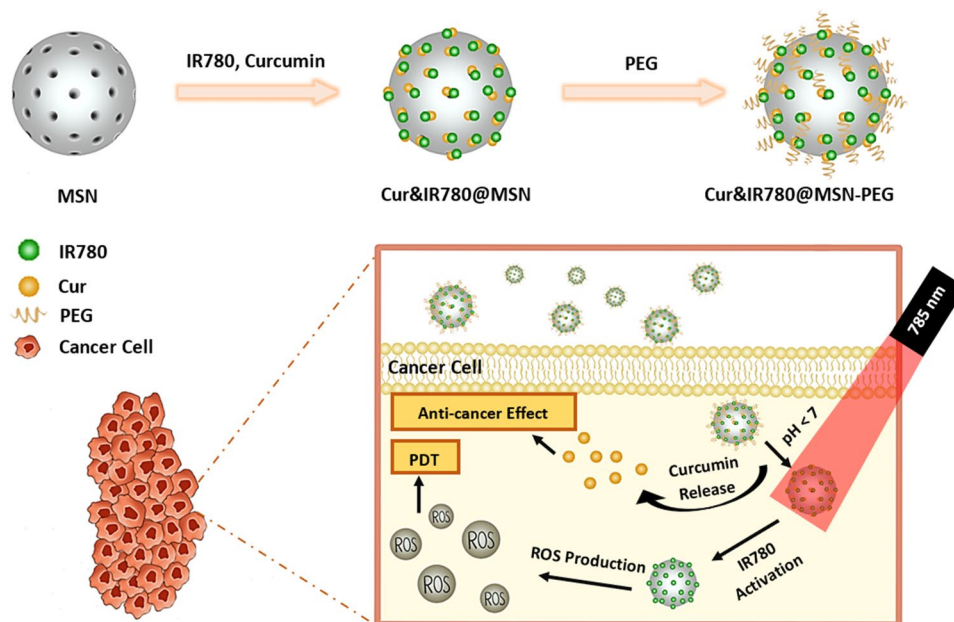 IR780, Curcumin
PEG
MSN
Cur&IR780@MSN
Cur&IR780@MSN-PEG
IR780
Cur
PEG
Cancer Cell
785 nm
Cancer Cell
Anti-cancer Effect
pH < 7
PDT
Curcumin
Release
ROS
ROS
ROS
ROS
ROS
ROS Production
IR780
Activation